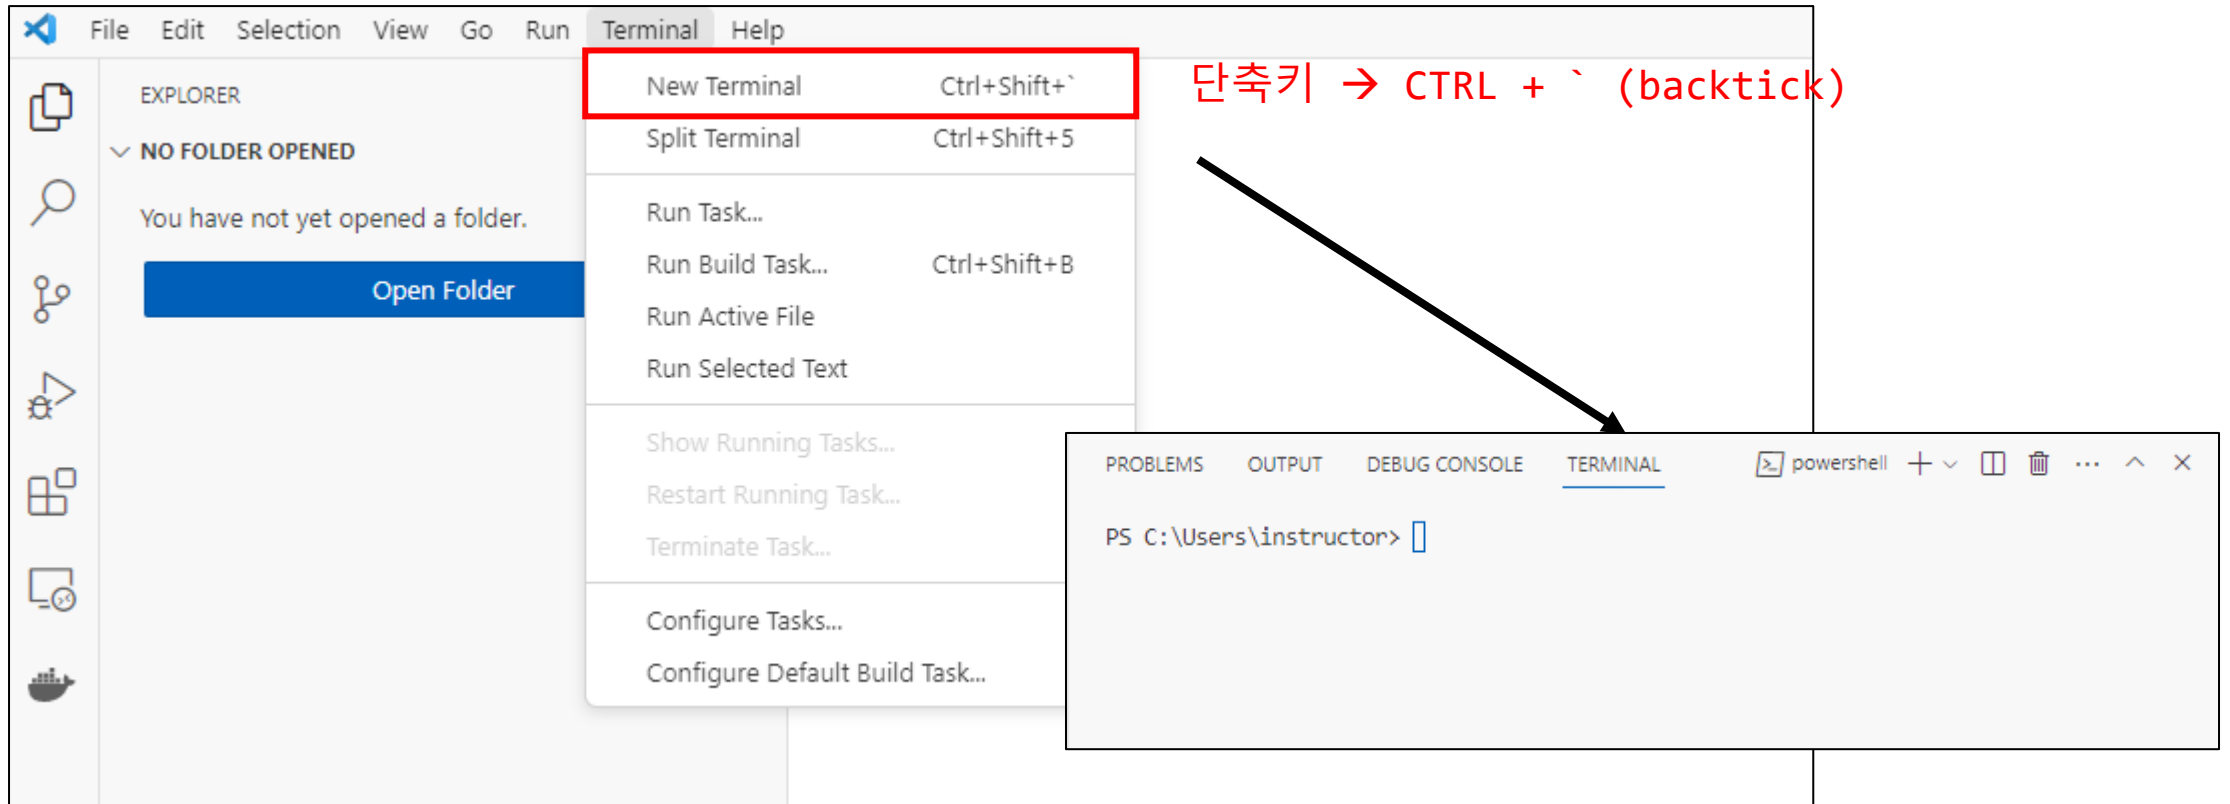 File Edit Selection View Go Run Terminal Help
EXPLORER
NO FOLDER OPENED
You have not yet opened a folder.
Open Folder
New Terminal Ctrl+Shift+`
Split Terminal Ctrl+Shift+5
Run Task...
Run Build Task... Ctrl+Shift+B
Run Active File
Run Selected Text
Show Running Tasks...
Restart Running Task...
Terminate Task...
Configure Tasks...
Configure Default Build Task...
단축키 → CTRL + ` (backtick)
PROBLEMS OUTPUT DEBUG CONSOLE TERMINAL powershell
PS C:\Users\instructor>